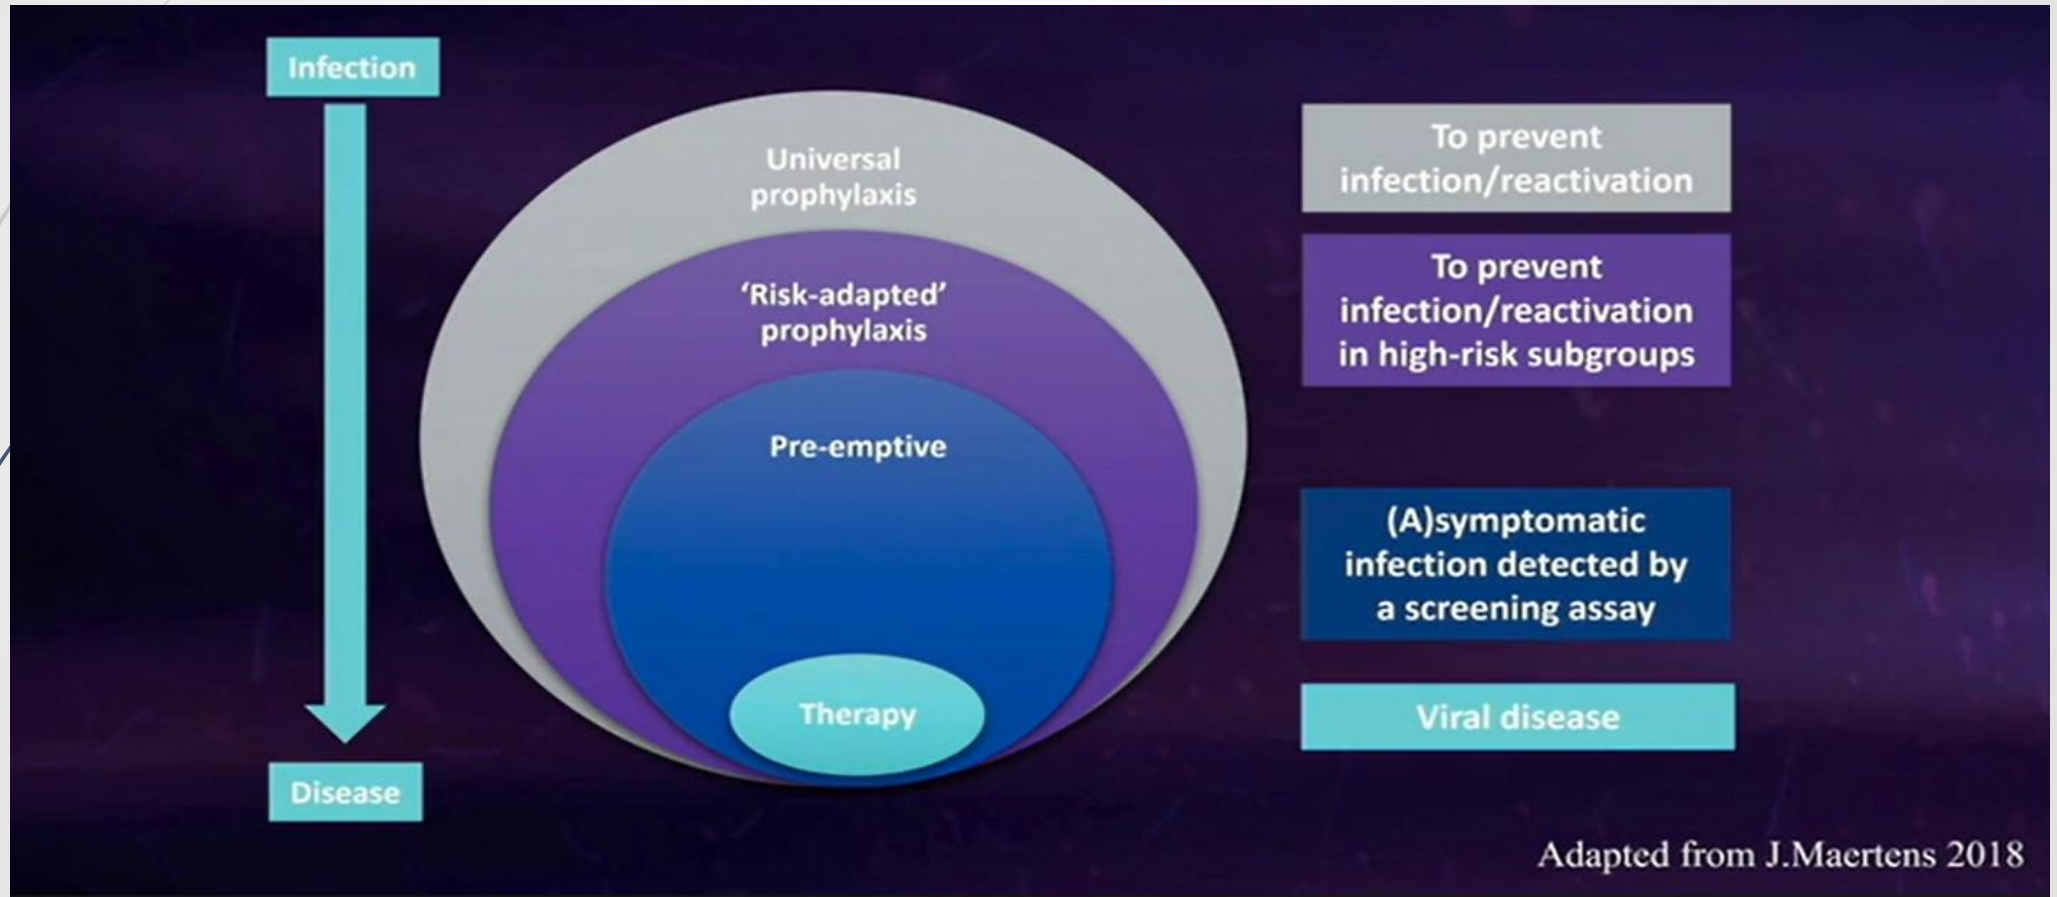 Infection
Universal
prophylaxis
'Risk-adapted'
prophylaxis
Pre-emptive
Therapy
Disease
To prevent
infection/reactivation
To prevent
infection/reactivation
in high-risk subgroups
(A)symptomatic
infection detected by
a screening assay
Viral disease
Adapted from J.Maertens 2018